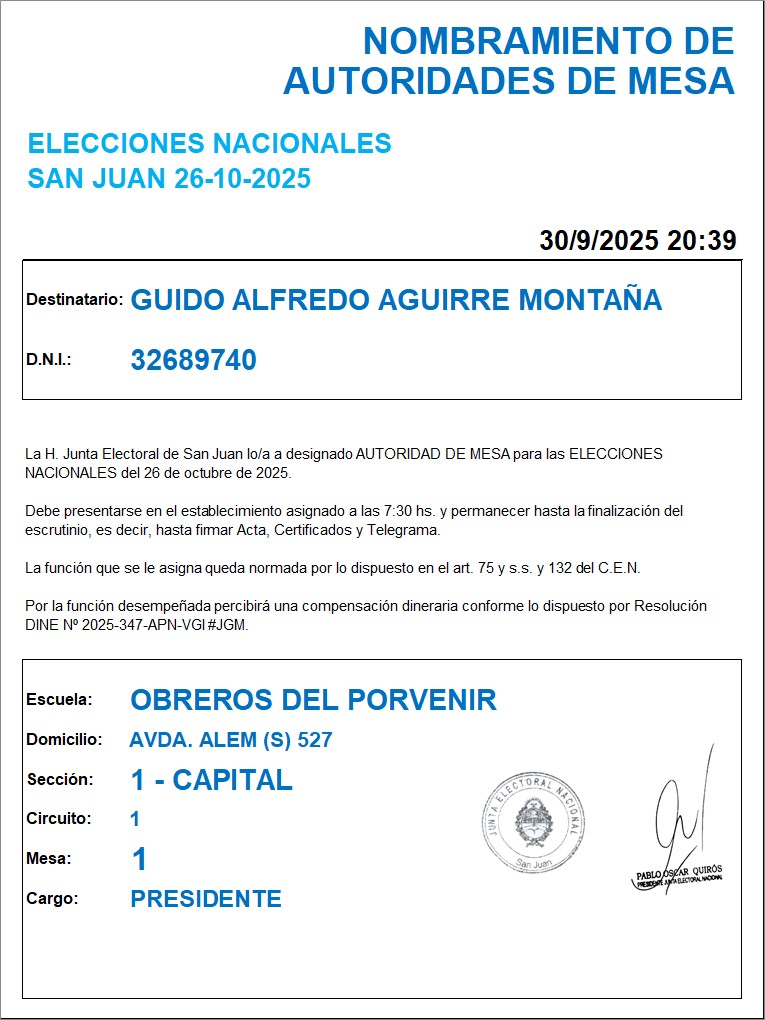 NOMBRAMIENTO DE
AUTORIDADES DE MESA
ELECCIONES NACIONALES
SAN JUAN 26-10-2025
30/9/2025 20:39
Destinatario: GUIDO ALFREDO AGUIRRE MONTAÑA
D.N.I.: 32689740
La H. Junta Electoral de San Juan lo/a a designado AUTORIDAD DE MESA para las ELECCIONES
NACIONALES del 26 de octubre de 2025.
Debe presentarse en el establecimiento asignado a las 7:30 hs. y permanecer hasta la finalización del
escrutinio, es decir, hasta firmar Acta, Certificados y Telegrama.
La función que se le asigna queda normada por lo dispuesto en el art. 75 y s.s. y 132 del C.E.N.
Por la función desempeñada percibirá una compensación dineraria conforme lo dispuesto por Resolución
DINE Nº 2025-347-APN-VGI#JGM.
Escuela: OBREROS DEL PORVENIR
Domicilio: AVDA. ALEM (S) 527
Sección: 1 - CAPITAL
Circuito: 1
Mesa: 1
Cargo: PRESIDENTE
JUNTA ELECTORAL NACIONAL
San Juan
PABLO OSCAR QUIRÓS
PRESIDENTE JUNTA ELECTORAL NACIONAL